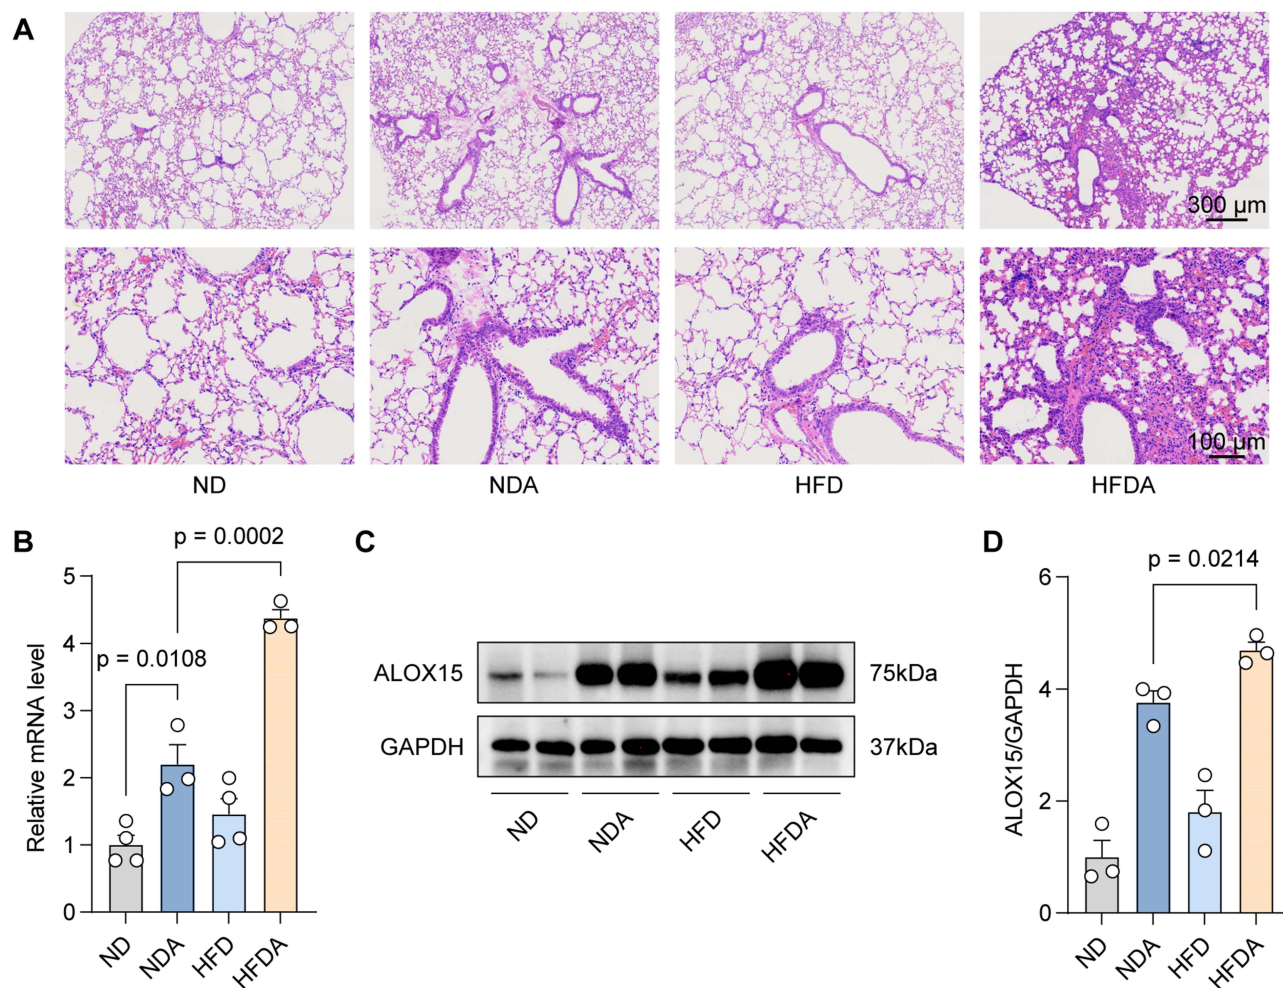 A
300 µm
100 µm
ND NDA HFD HFDA
B
p = 0.0002
p = 0.0108
Relative mRNA level
5
4
3
2
1
0
ND NDA HFD HFDA
C
ALOX15 75kDa
GAPDH 37kDa
ND NDA HFD HFDA
D
p = 0.0214
ALOX15/GAPDH
6
4
2
0
ND NDA HFD HFDA